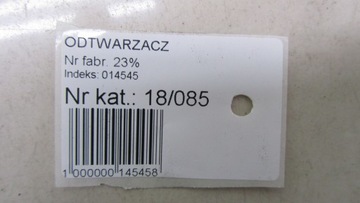 ODTWARZACZ
Nr fabr. 23%
Indeks: 014545
Nr kat.: 18/085
1 000000 145458